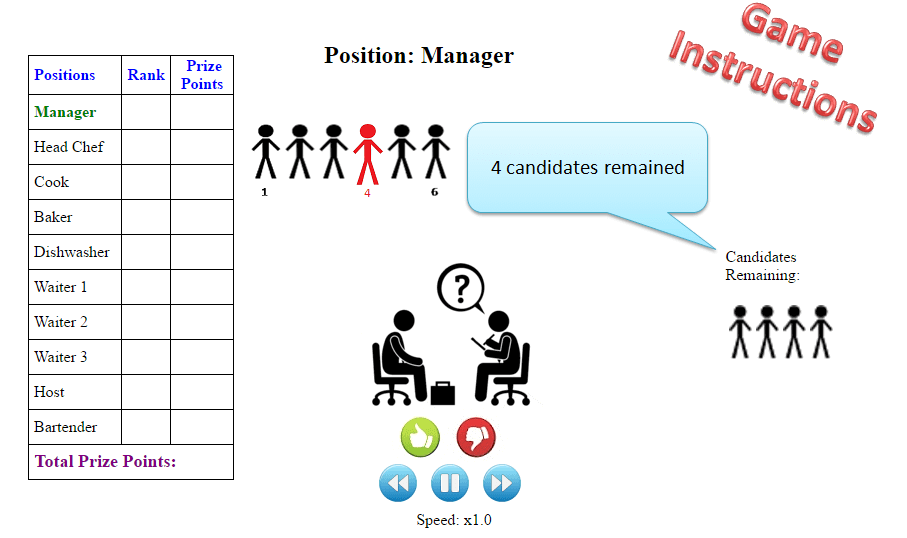 Game
Instructions
Position: Manager
Positions Rank Prize Points
Manager
Head Chef
Cook
Baker
Dishwasher
Waiter 1
Waiter 2
Waiter 3
Host
Bartender
Total Prize Points:
1 4 6
4 candidates remained
Candidates
Remaining:
?
Speed: x1.0